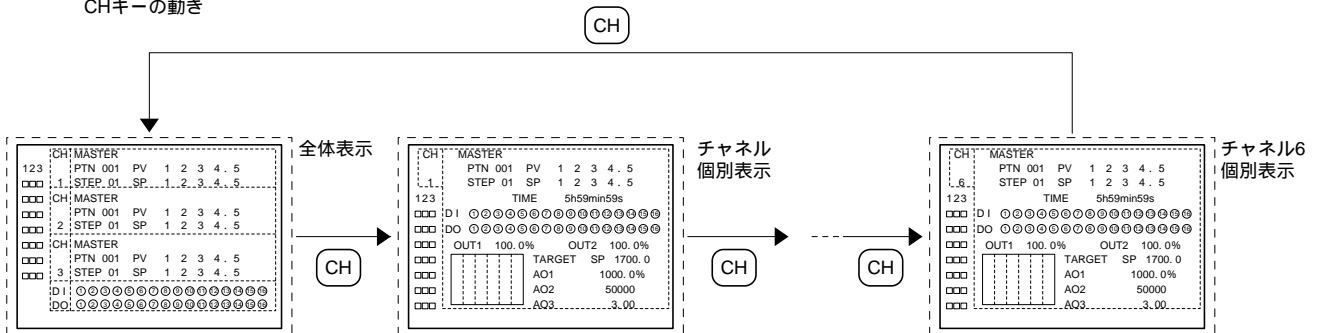 CHキーの動き
CH
全体表示
CH MASTER
123 PTN 001 PV 1 2 3 4 . 5
1 STEP 01 SP 1 2 3 4 . 5
CH MASTER
PTN 001 PV 1 2 3 4 . 5
2 STEP 01 SP 1 2 3 4 . 5
CH MASTER
PTN 001 PV 1 2 3 4 . 5
3 STEP 01 SP 1 2 3 4 . 5
D I ①②③④⑤⑥⑦⑧⑨⑩⑪⑫⑬⑭⑮⑯
DO ①②③④⑤⑥⑦⑧⑨⑩⑪⑫⑬⑭⑮⑯
CH
チャネル
個別表示
CH MASTER
PTN 001 PV 1 2 3 4 . 5
1 STEP 01 SP 1 2 3 4 . 5
123 TIME 5h59min59s
D I ①②③④⑤⑥⑦⑧⑨⑩⑪⑫⑬⑭⑮⑯
DO ①②③④⑤⑥⑦⑧⑨⑩⑪⑫⑬⑭⑮⑯
OUT1 100. 0% OUT2 100. 0%
TARGET SP 1700. 0
AO1 1000. 0%
AO2 50000
AO3 3. 00
CH
CH
チャネル6
個別表示
CH MASTER
PTN 001 PV 1 2 3 4 . 5
6 STEP 01 SP 1 2 3 4 . 5
123 TIME 5h59min59s
D I ①②③④⑤⑥⑦⑧⑨⑩⑪⑫⑬⑭⑮⑯
DO ①②③④⑤⑥⑦⑧⑨⑩⑪⑫⑬⑭⑮⑯
OUT1 100. 0% OUT2 100. 0%
TARGET SP 1700. 0
AO1 1000. 0%
AO2 50000
AO3 3. 00